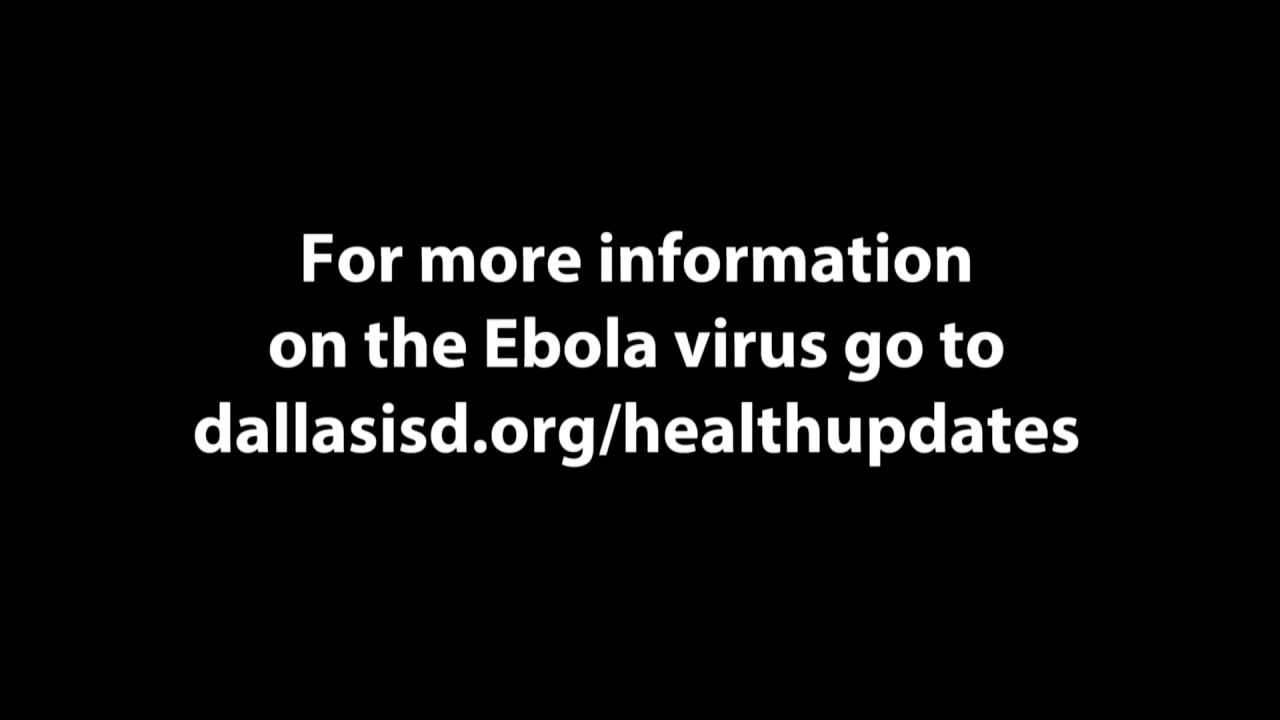 For more information
on the Ebola virus go to
dallasisd.org/healthupdates